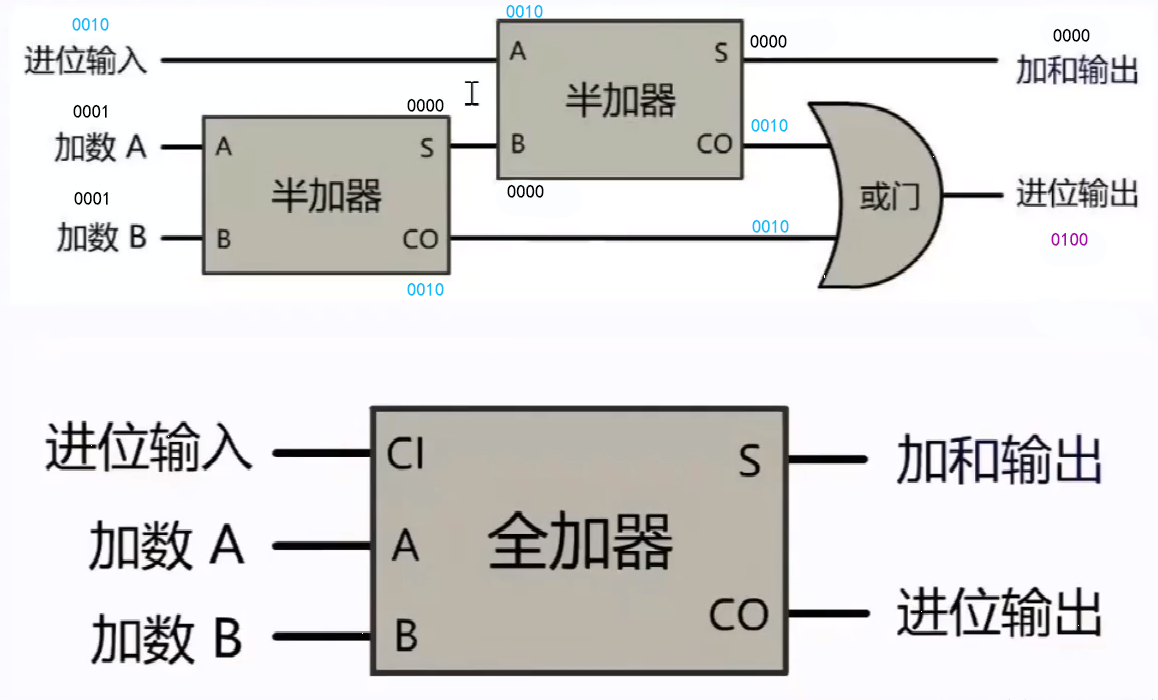 0010
进位输入
0001
加数 A
0001
加数 B
A
B
S
CO
半加器
0000
0010
0010
A
B
S
CO
半加器
0000
0000
0010
0010
或门
0000
加和输出
进位输出
0100
进位输入
加数 A
加数 B
CI
A
B
全加器
S
CO
加和输出
进位输出